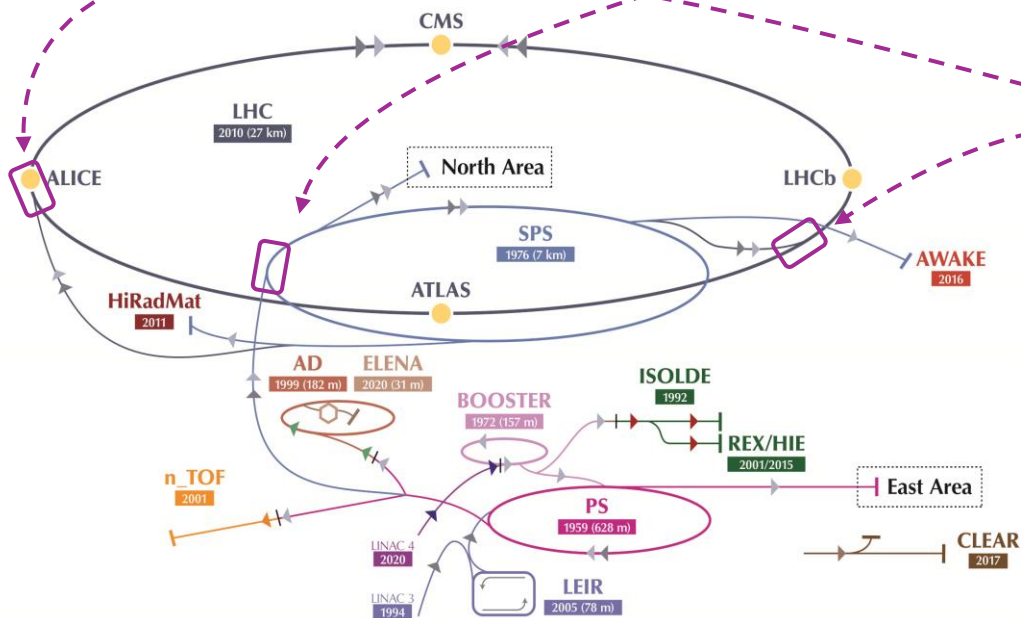 CMS
LHC
2010 (27 km)
ALICE
North Area
LHCb
SPS
1976 (7 km)
AWAKE
2016
ATLAS
HiRadMat
2011
AD
1999 (182 m)
ELENA
2020 (31 m)
ISOLDE
1992
BOOSTER
1972 (157 m)
REX/HIE
2001/2015
n_TOF
2001
East Area
PS
1959 (628 m)
LINAC 4
2020
CLEAR
2017
LINAC 3
1994
LEIR
2005 (78 m)